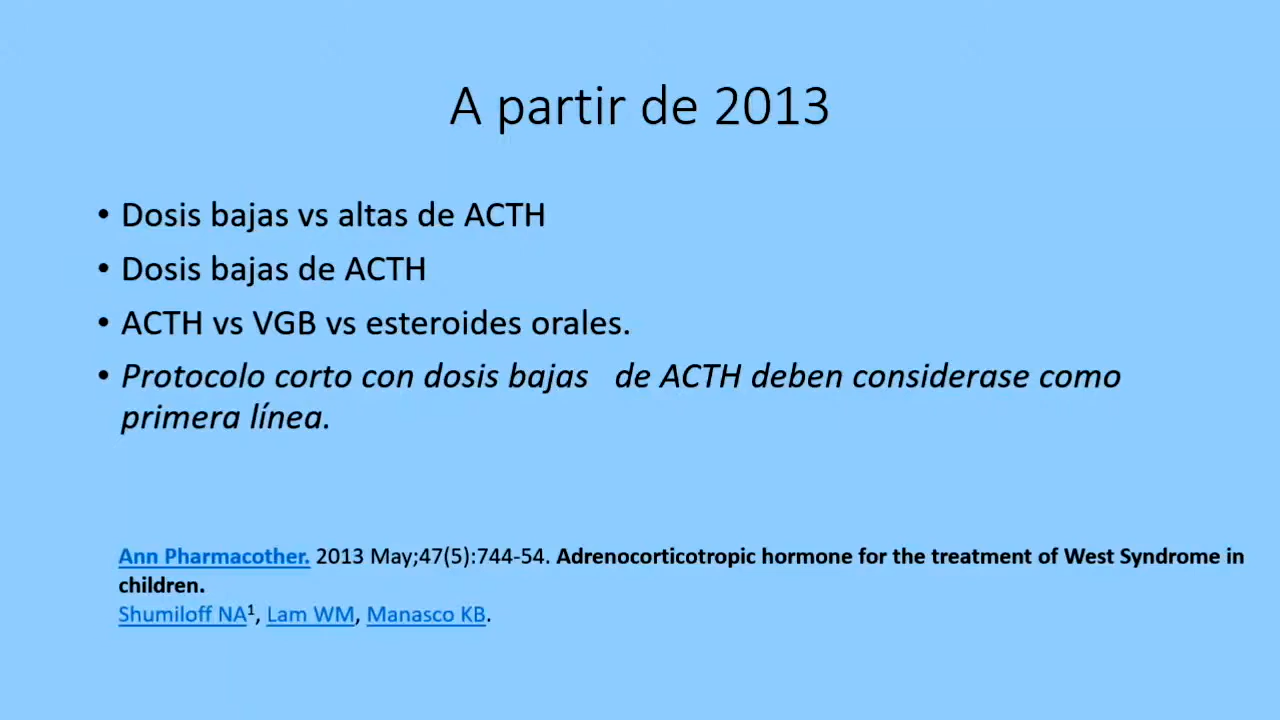 A partir de 2013
• Dosis bajas vs altas de ACTH
• Dosis bajas de ACTH
• ACTH vs VGB vs esteroides orales.
• Protocolo corto con dosis bajas   de ACTH deben considerase como
primera línea.
Ann Pharmacother. 2013 May;47(5):744-54. Adrenocorticotropic hormone for the treatment of West Syndrome in
children.
Shumiloff NA¹, Lam WM, Manasco KB.